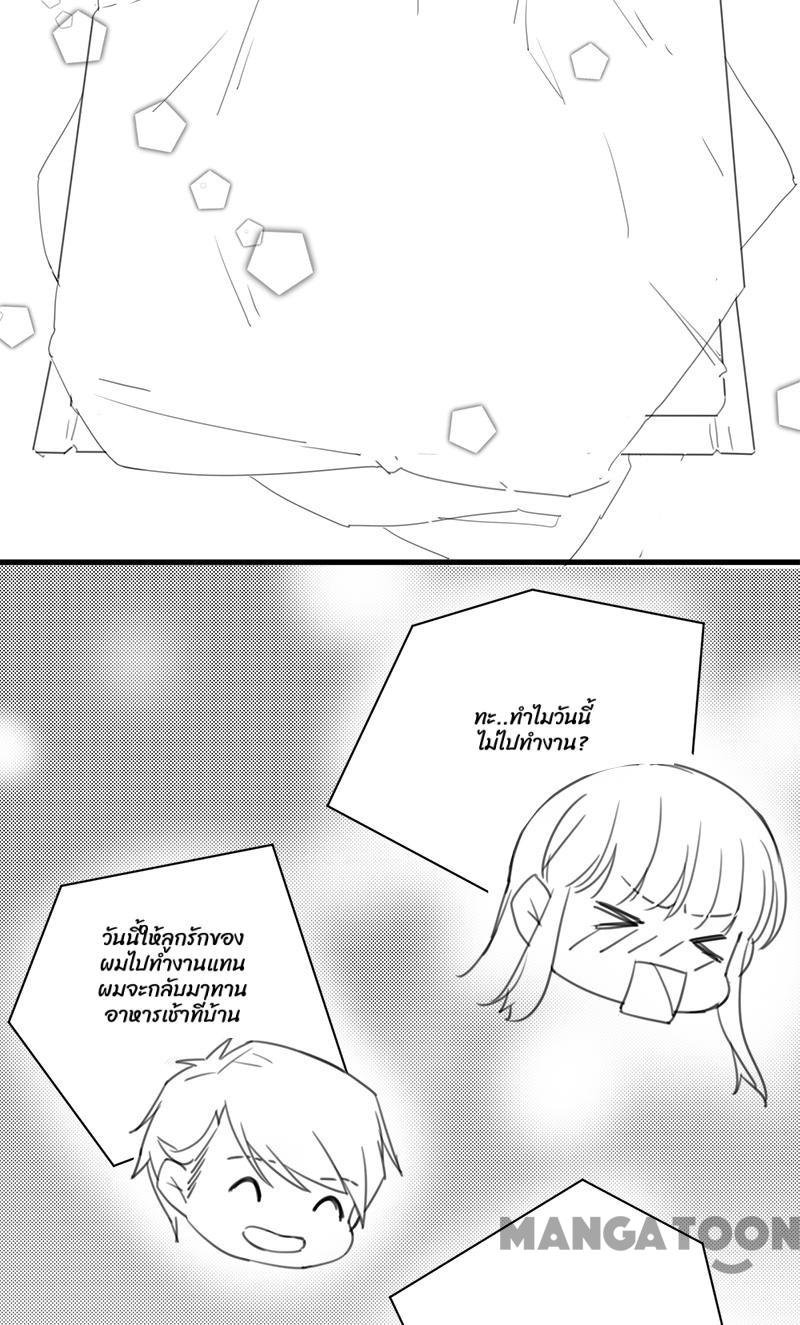 ทะ..ทำไมวันนี้
ไม่ไปทำงาน?
วันนี้ให้ลูกรักของ
ผมไปทำงานแทน
ผมจะกลับมาทาน
อาหารเช้าที่บ้าน
MANGATOON